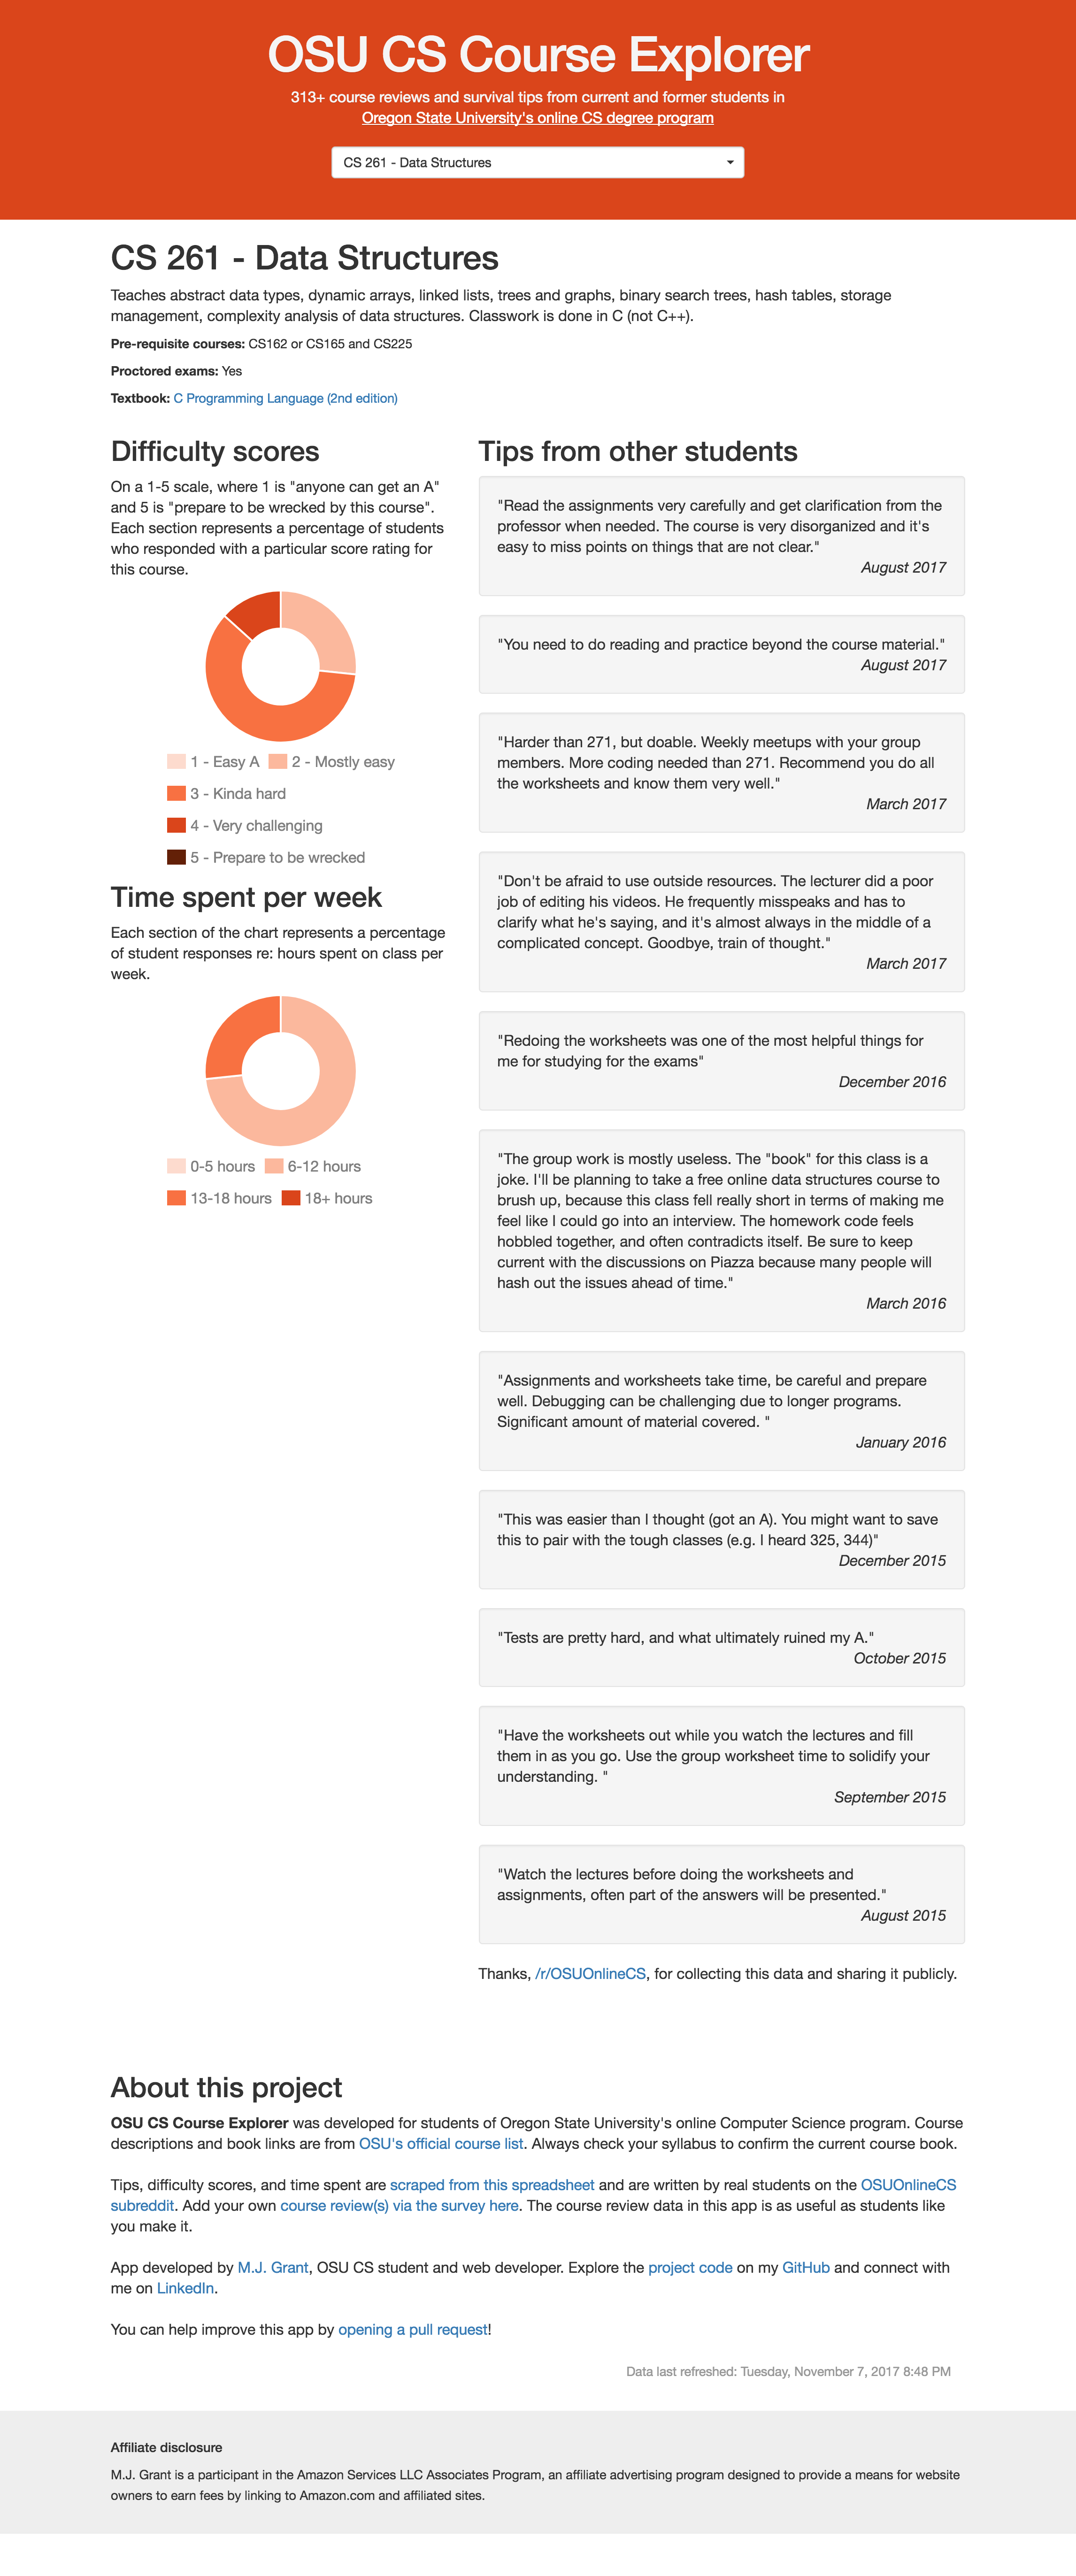 OSU CS Course Explorer
313+ course reviews and survival tips from current and former students in
Oregon State University's online CS degree program
CS 261 - Data Structures
CS 261 - Data Structures
Teaches abstract data types, dynamic arrays, linked lists, trees and graphs, binary search trees, hash tables, storage
management, complexity analysis of data structures. Classwork is done in C (not C++).
Pre-requisite courses: CS162 or CS165 and CS225
Proctored exams: Yes
Textbook: C Programming Language (2nd edition)
Difficulty scores
On a 1-5 scale, where 1 is "anyone can get an A"
and 5 is "prepare to be wrecked by this course".
Each section represents a percentage of students
who responded with a particular score rating for
this course.
1 - Easy A 2 - Mostly easy
3 - Kinda hard
4 - Very challenging
5 - Prepare to be wrecked
Time spent per week
Each section of the chart represents a percentage
of student responses re: hours spent on class per
week.
0-5 hours 6-12 hours
13-18 hours 18+ hours
Tips from other students
"Read the assignments very carefully and get clarification from the
professor when needed. The course is very disorganized and it's
easy to miss points on things that are not clear."
August 2017
"You need to do reading and practice beyond the course material."
August 2017
"Harder than 271, but doable. Weekly meetups with your group
members. More coding needed than 271. Recommend you do all
the worksheets and know them very well."
March 2017
"Don't be afraid to use outside resources. The lecturer did a poor
job of editing his videos. He frequently misspeaks and has to
clarify what he's saying, and it's almost always in the middle of a
complicated concept. Goodbye, train of thought."
March 2017
"Redoing the worksheets was one of the most helpful things for
me for studying for the exams"
December 2016
"The group work is mostly useless. The "book" for this class is a
joke. I'll be planning to take a free online data structures course to
brush up, because this class fell really short in terms of making me
feel like I could go into an interview. The homework code feels
hobbled together, and often contradicts itself. Be sure to keep
current with the discussions on Piazza because many people will
hash out the issues ahead of time."
March 2016
"Assignments and worksheets take time, be careful and prepare
well. Debugging can be challenging due to longer programs.
Significant amount of material covered. "
January 2016
"This was easier than I thought (got an A). You might want to save
this to pair with the tough classes (e.g. I heard 325, 344)"
December 2015
"Tests are pretty hard, and what ultimately ruined my A."
October 2015
"Have the worksheets out while you watch the lectures and fill
them in as you go. Use the group worksheet time to solidify your
understanding. "
September 2015
"Watch the lectures before doing the worksheets and
assignments, often part of the answers will be presented."
August 2015
Thanks, /r/OSUOnlineCS, for collecting this data and sharing it publicly.
About this project
OSU CS Course Explorer was developed for students of Oregon State University's online Computer Science program. Course
descriptions and book links are from OSU's official course list. Always check your syllabus to confirm the current course book.
Tips, difficulty scores, and time spent are scraped from this spreadsheet and are written by real students on the OSUOnlineCS
subreddit. Add your own course review(s) via the survey here. The course review data in this app is as useful as students like
you make it.
App developed by M.J. Grant, OSU CS student and web developer. Explore the project code on my GitHub and connect with
me on LinkedIn.
You can help improve this app by opening a pull request!
Data last refreshed: Tuesday, November 7, 2017 8:48 PM
Affiliate disclosure
M.J. Grant is a participant in the Amazon Services LLC Associates Program, an affiliate advertising program designed to provide a means for website
owners to earn fees by linking to Amazon.com and affiliated sites.